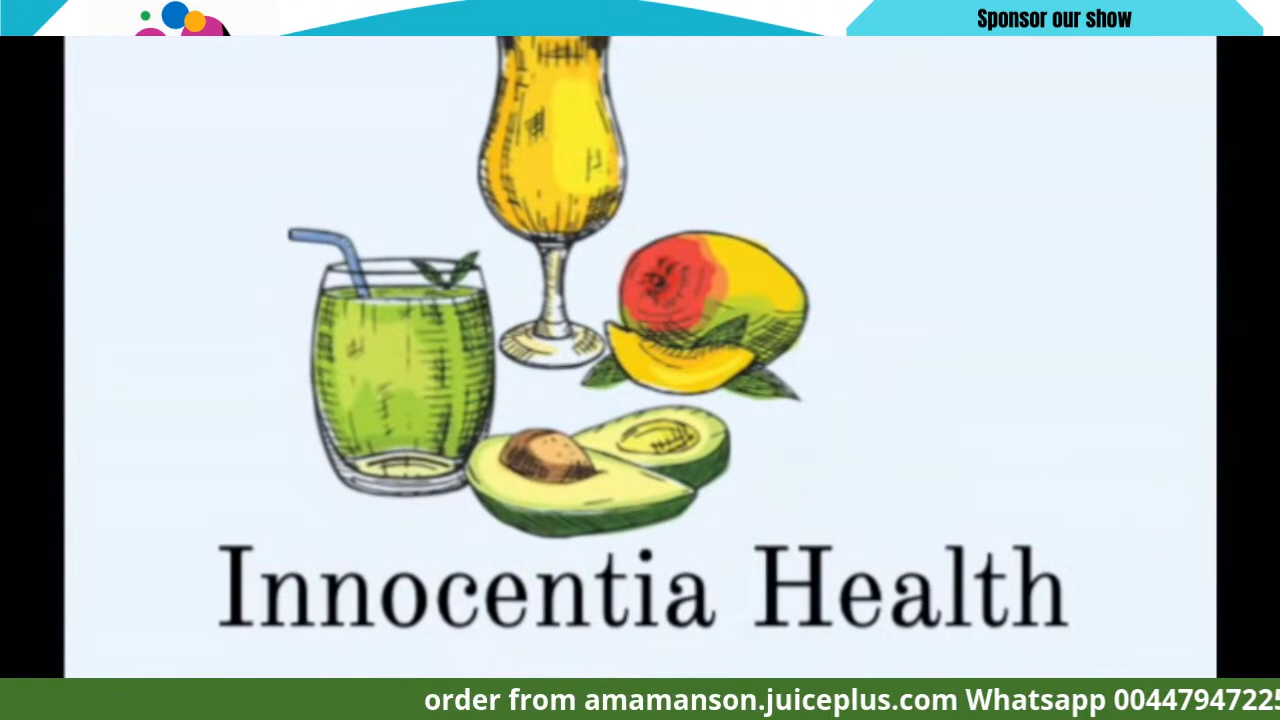 Sponsor our show
Innocentia Health
order from amamanson.juiceplus.com Whatsapp 00447947225